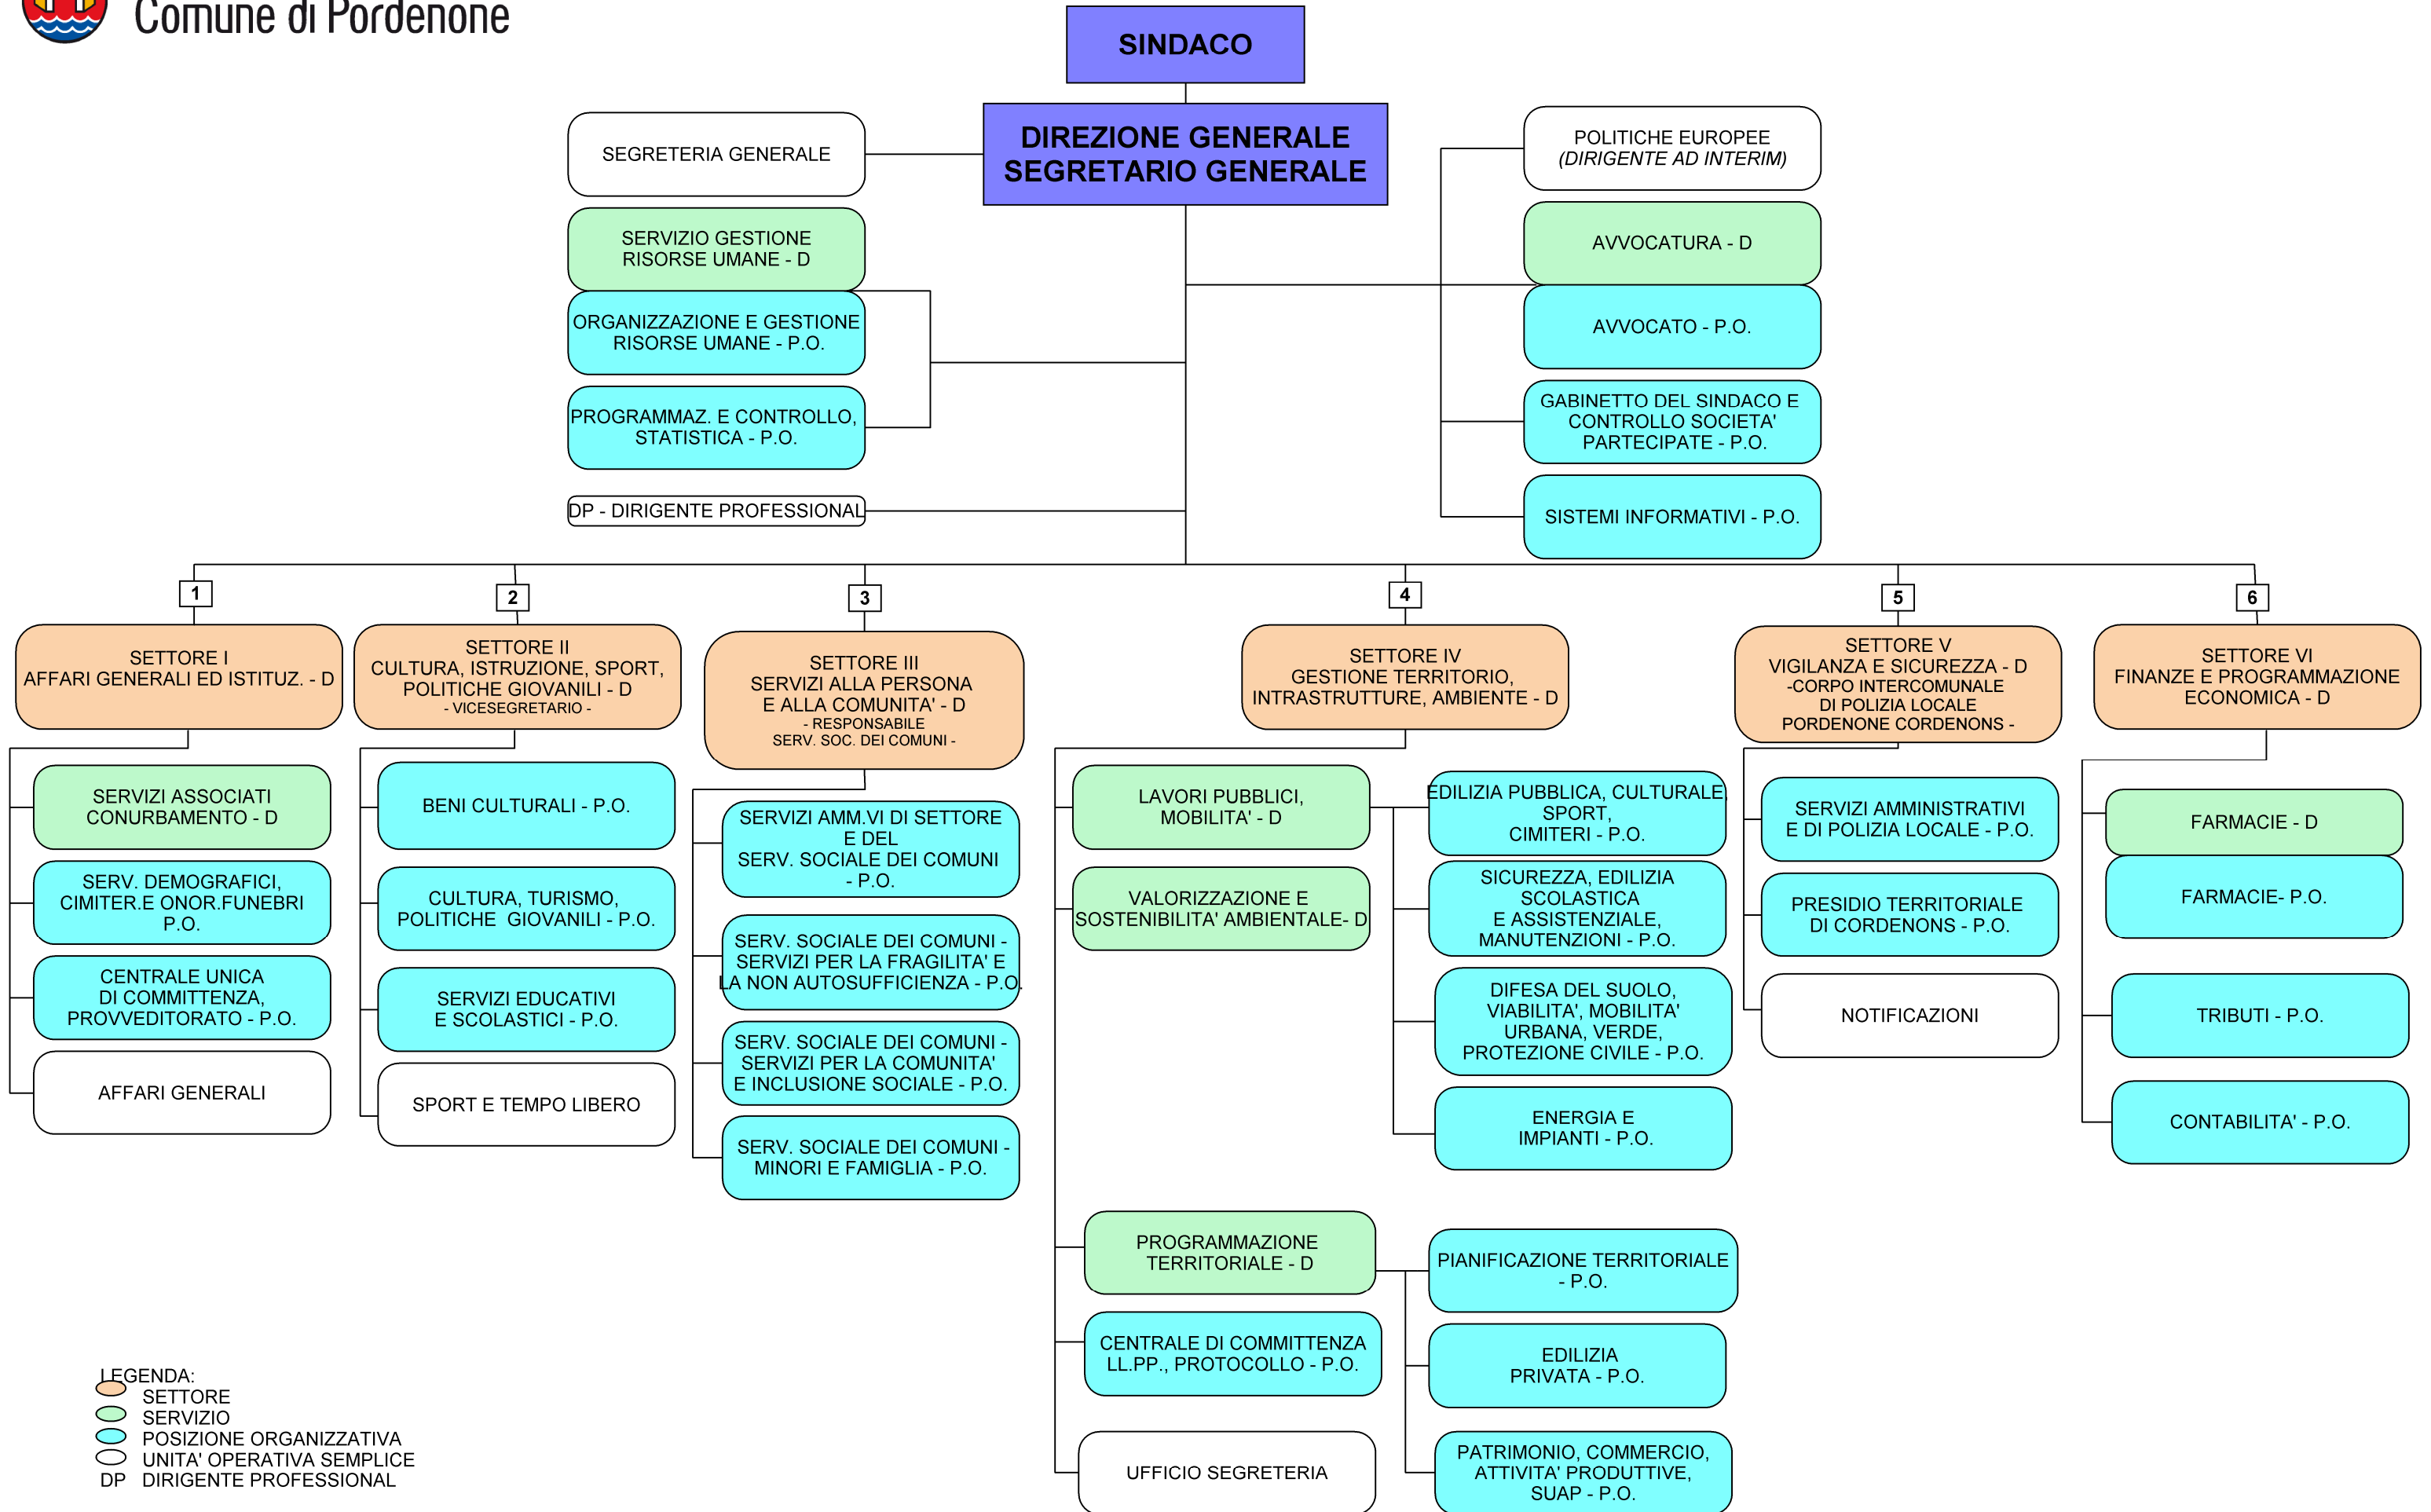 Comune di Pordenone
SINDACO
DIREZIONE GENERALE
SEGRETARIO GENERALE
SEGRETERIA GENERALE
SERVIZIO GESTIONE
RISORSE UMANE - D
ORGANIZZAZIONE E GESTIONE
RISORSE UMANE - P.O.
PROGRAMMAZ. E CONTROLLO,
STATISTICA - P.O.
DP - DIRIGENTE PROFESSIONAL
POLITICHE EUROPEE
(DIRIGENTE AD INTERIM)
AVVOCATURA - D
AVVOCATO - P.O.
GABINETTO DEL SINDACO E
CONTROLLO SOCIETA'
PARTECIPATE - P.O.
SISTEMI INFORMATIVI - P.O.
1
SETTORE I
AFFARI GENERALI ED ISTITUZ. - D
SERVIZI ASSOCIATI
CONURBAMENTO - D
SERV. DEMOGRAFICI,
CIMITER.E ONOR.FUNEBRI
P.O.
CENTRALE UNICA
DI COMMITTENZA,
PROVVEDITORATO - P.O.
AFFARI GENERALI
2
SETTORE II
CULTURA, ISTRUZIONE, SPORT,
POLITICHE GIOVANILI - D
- VICESEGRETARIO -
BENI CULTURALI - P.O.
CULTURA, TURISMO,
POLITICHE GIOVANILI - P.O.
SERVIZI EDUCATIVI
E SCOLASTICI - P.O.
SPORT E TEMPO LIBERO
3
SETTORE III
SERVIZI ALLA PERSONA
E ALLA COMUNITA' - D
- RESPONSABILE
SERV. SOC. DEI COMUNI -
SERVIZI AMM.VI DI SETTORE
E DEL
SERV. SOCIALE DEI COMUNI
- P.O.
SERV. SOCIALE DEI COMUNI -
SERVIZI PER LA FRAGILITA' E
LA NON AUTOSUFFICIENZA - P.O.
SERV. SOCIALE DEI COMUNI -
SERVIZI PER LA COMUNITA'
E INCLUSIONE SOCIALE - P.O.
SERV. SOCIALE DEI COMUNI -
MINORI E FAMIGLIA - P.O.
4
SETTORE IV
GESTIONE TERRITORIO,
INTRASTRUTTURE, AMBIENTE - D
LAVORI PUBBLICI,
MOBILITA' - D
VALORIZZAZIONE E
SOSTENIBILITA' AMBIENTALE- D
EDILIZIA PUBBLICA, CULTURALE,
SPORT,
CIMITERI - P.O.
SICUREZZA, EDILIZIA
SCOLASTICA
E ASSISTENZIALE,
MANUTENZIONI - P.O.
DIFESA DEL SUOLO,
VIABILITA', MOBILITA'
URBANA, VERDE,
PROTEZIONE CIVILE - P.O.
ENERGIA E
IMPIANTI - P.O.
PROGRAMMAZIONE
TERRITORIALE - D
CENTRALE DI COMMITTENZA
LL.PP., PROTOCOLLO - P.O.
UFFICIO SEGRETERIA
PIANIFICAZIONE TERRITORIALE
- P.O.
EDILIZIA
PRIVATA - P.O.
PATRIMONIO, COMMERCIO,
ATTIVITA' PRODUTTIVE,
SUAP - P.O.
5
SETTORE V
VIGILANZA E SICUREZZA - D
-CORPO INTERCOMUNALE
DI POLIZIA LOCALE
PORDENONE CORDENONS -
SERVIZI AMMINISTRATIVI
E DI POLIZIA LOCALE - P.O.
PRESIDIO TERRITORIALE
DI CORDENONS - P.O.
NOTIFICAZIONI
6
SETTORE VI
FINANZE E PROGRAMMAZIONE
ECONOMICA - D
FARMACIE - D
FARMACIE- P.O.
TRIBUTI - P.O.
CONTABILITA' - P.O.
LEGENDA:
SETTORE
SERVIZIO
POSIZIONE ORGANIZZATIVA
UNITA' OPERATIVA SEMPLICE
DP DIRIGENTE PROFESSIONAL